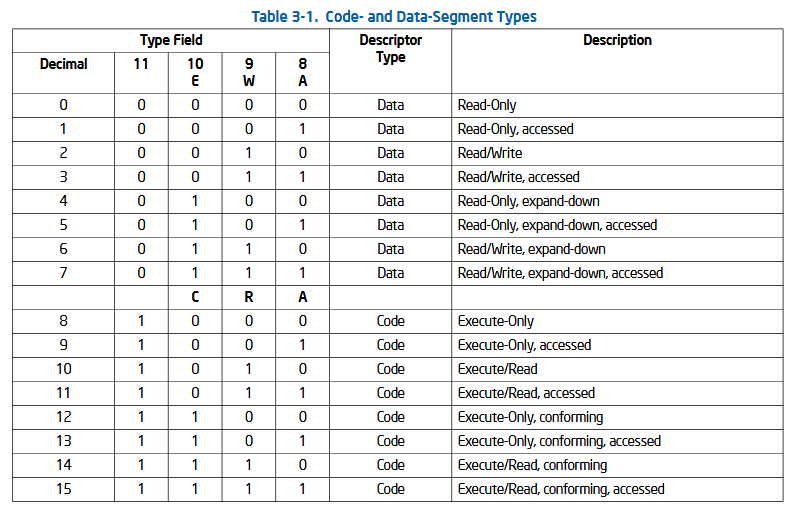 Table 3-1. Code- and Data-Segment Types
Type Field Descriptor Type Description
Decimal 11 10 9 8
E W A
0 0 0 0 0 Data Read-Only
1 0 0 0 1 Data Read-Only, accessed
2 0 0 1 0 Data Read/Write
3 0 0 1 1 Data Read/Write, accessed
4 0 1 0 0 Data Read-Only, expand-down
5 0 1 0 1 Data Read-Only, expand-down, accessed
6 0 1 1 0 Data Read/Write, expand-down
7 0 1 1 1 Data Read/Write, expand-down, accessed
C R A
8 1 0 0 0 Code Execute-Only
9 1 0 0 1 Code Execute-Only, accessed
10 1 0 1 0 Code Execute/Read
11 1 0 1 1 Code Execute/Read, accessed
12 1 1 0 0 Code Execute-Only, conforming
13 1 1 0 1 Code Execute-Only, conforming, accessed
14 1 1 1 0 Code Execute/Read, conforming
15 1 1 1 1 Code Execute/Read, conforming, accessed